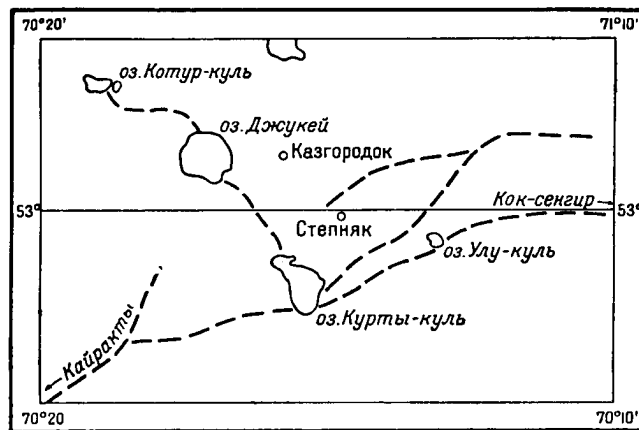 70°20'
71°10'
оз.Котур-куль
оз.Джукей
Казгородок
Кок-сенгир
53°
53°
Степняк
оз.Улу-куль
оз.Курты-куль
Кайракты
70°20
70°10'